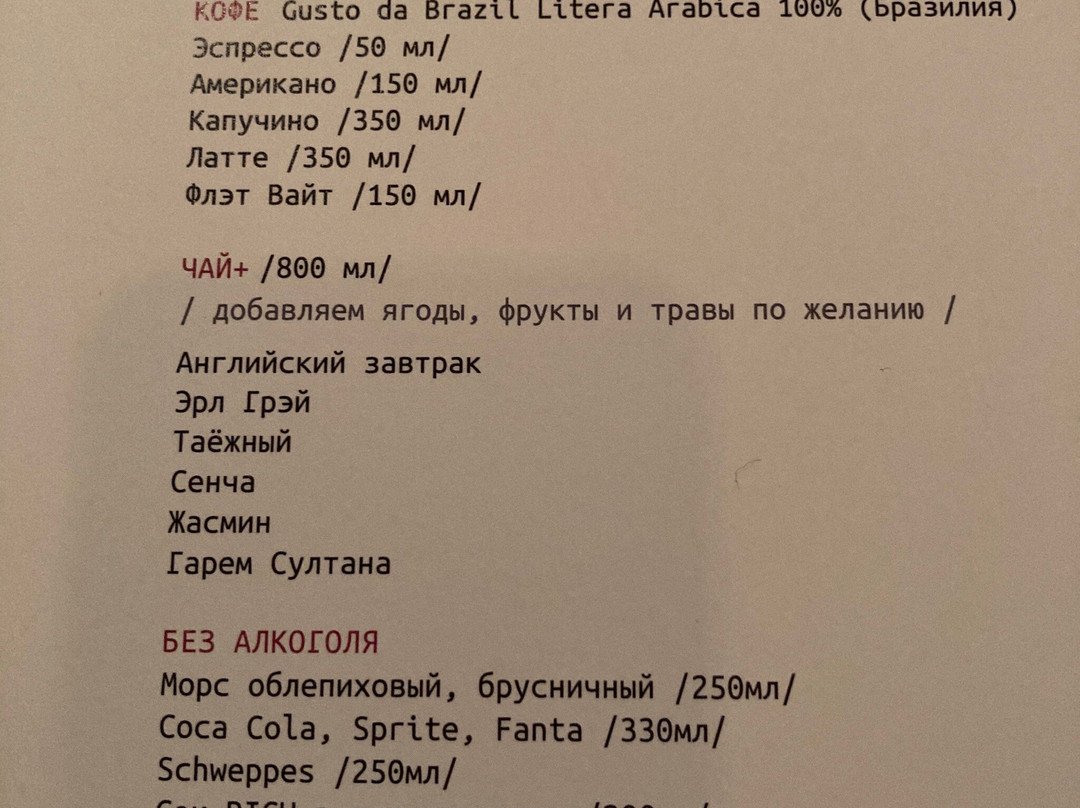 КОФЕ Gusto da Brazil Litera Arabica 100% (Бразилия)
Эспрессо /50 мл/
Американо /150 мл/
Капучино /350 мл/
Латте /350 мл/
Флэт Вайт /150 мл/
ЧАЙ+ /800 мл/
/ добавляем ягоды, фрукты и травы по желанию /
Английский завтрак
Эрл Грэй
Таёжный
Сенча
Жасмин
Гарем Султана
БЕЗ АЛКОГОЛЯ
Морс облепиховый, брусничный /250мл/
Coca Cola, Sprite, Fanta /330мл/
Schweppes /250мл/